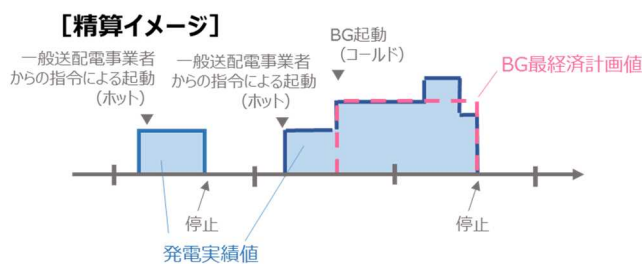 [精算イメージ]
一般送配電事業者
からの指令による起動
（ホット）
一般送配電事業者
からの指令による起動
（ホット）
BG起動
（コールド）
BG最経済計画値
停止
停止
発電実績値